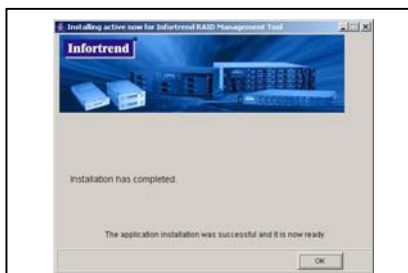 Installing active now for Infortrend RAID Management Tool
Infortrend
Installation has completed.
The application installation was successful and it is now ready
OK